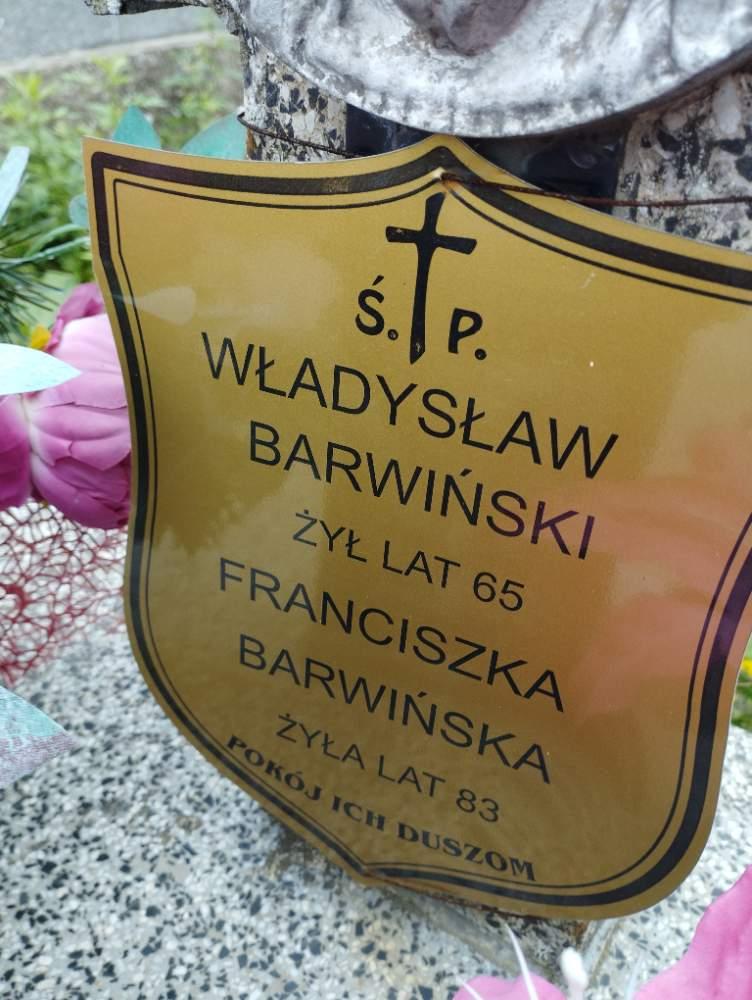 Ś. P.
WŁADYSŁAW
BARWIŃSKI
ŻYŁ LAT 65
FRANCISZKA
BARWIŃSKA
ŻYŁA LAT 83
POKÓJ ICH DUSZOM